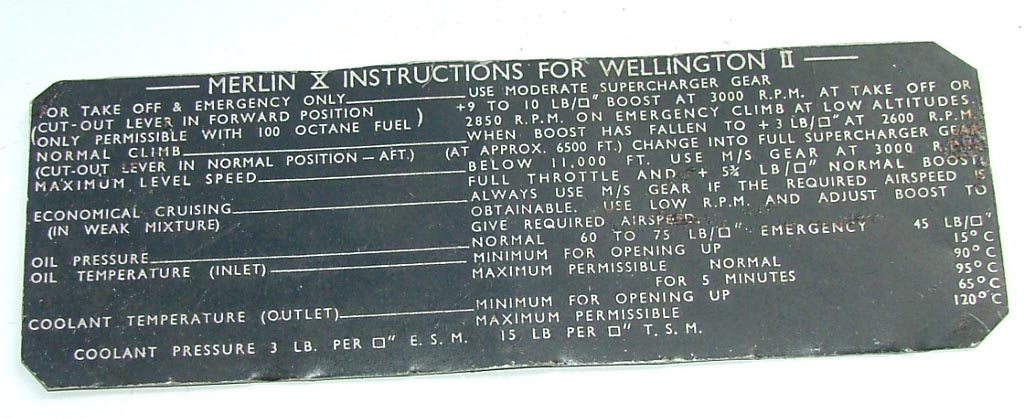 MERLIN X INSTRUCTIONS FOR WELLINGTON II
FOR TAKE OFF & EMERGENCY ONLY USE MODERATE SUPERCHARGER GEAR
(CUT-OUT LEVER IN FORWARD POSITION +9 TO 10 LB/□" BOOST AT 3000 R.P.M. AT TAKE OFF OR
ONLY PERMISSIBLE WITH 100 OCTANE FUEL) 2850 R.P.M. ON EMERGENCY CLIMB AT LOW ALTITUDES.
NORMAL CLIMB WHEN BOOST HAS FALLEN TO +3 LB/□" AT 2600 R.P.M.
(CUT-OUT LEVER IN NORMAL POSITION — AFT.) (AT APPROX. 6500 FT.) CHANGE INTO FULL SUPERCHARGER GEAR
MAXIMUM LEVEL SPEED BELOW 11,000 FT. USE M/S GEAR AT 3000 R.P.M.
FULL THROTTLE AND + 5¾ LB/□" NORMAL BOOST.
ECONOMICAL CRUISING ALWAYS USE M/S GEAR IF THE REQUIRED AIRSPEED IS
(IN WEAK MIXTURE) OBTAINABLE. USE LOW R.P.M. AND ADJUST BOOST TO
GIVE REQUIRED AIRSPEED.
OIL PRESSURE NORMAL 60 TO 75 LB/□" EMERGENCY 45 LB/□"
OIL TEMPERATURE (INLET) MINIMUM FOR OPENING UP 15°C
MAXIMUM PERMISSIBLE NORMAL 90°C
FOR 5 MINUTES 95°C
COOLANT TEMPERATURE (OUTLET) MINIMUM FOR OPENING UP 65°C
MAXIMUM PERMISSIBLE 120°C
COOLANT PRESSURE 3 LB. PER □" E.S.M. 15 LB PER □" T.S.M.